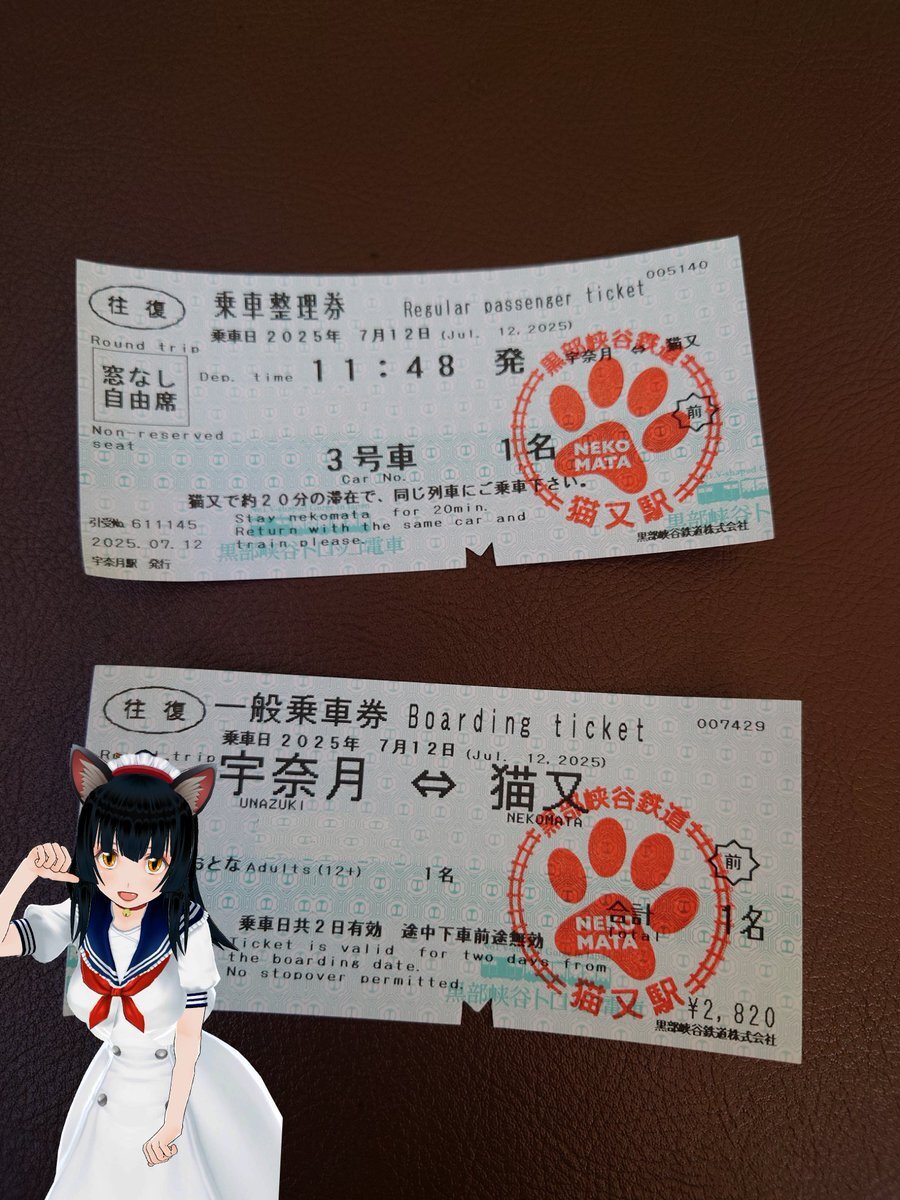 005140
往復 乗車整理券 Regular passenger ticket
Round trip 乗車日 2025年 7月12日 (Jul. 12, 2025)
宇奈月 ⇔ 猫又
窓なし
自由席
Dep. time 11:48 発
前
Non-reserved
seat
3号車 1名
Car No.
猫又で約20分の滞在で、同じ列車にご乗車下さい。
引受№ 611145 Stay nekomata for 20min.
Return with the same car and
2025.07.12 train please.
宇奈月駅 発行
黒部峡谷トロッコ電車
黒部峡谷鉄道株式会社
黒部峡谷鉄道
NEKO
MATA
猫又駅
007429
往復 一般乗車券 Boarding ticket
乗車日 2025年 7月12日 (Jul. 12, 2025)
宇奈月 ⇔ 猫又
UNAZUKI NEKOMATA
前
Adults(12+) 1名
合計 1名
Total
乗車日共2日有効 途中下車前途無効
Ticket is valid for two days from
the boarding date.
No stopover permitted.
黒部峡谷トロッコ電車
¥2,820
黒部峡谷鉄道株式会社
黒部峡谷鉄道
NEKO
MATA
猫又駅